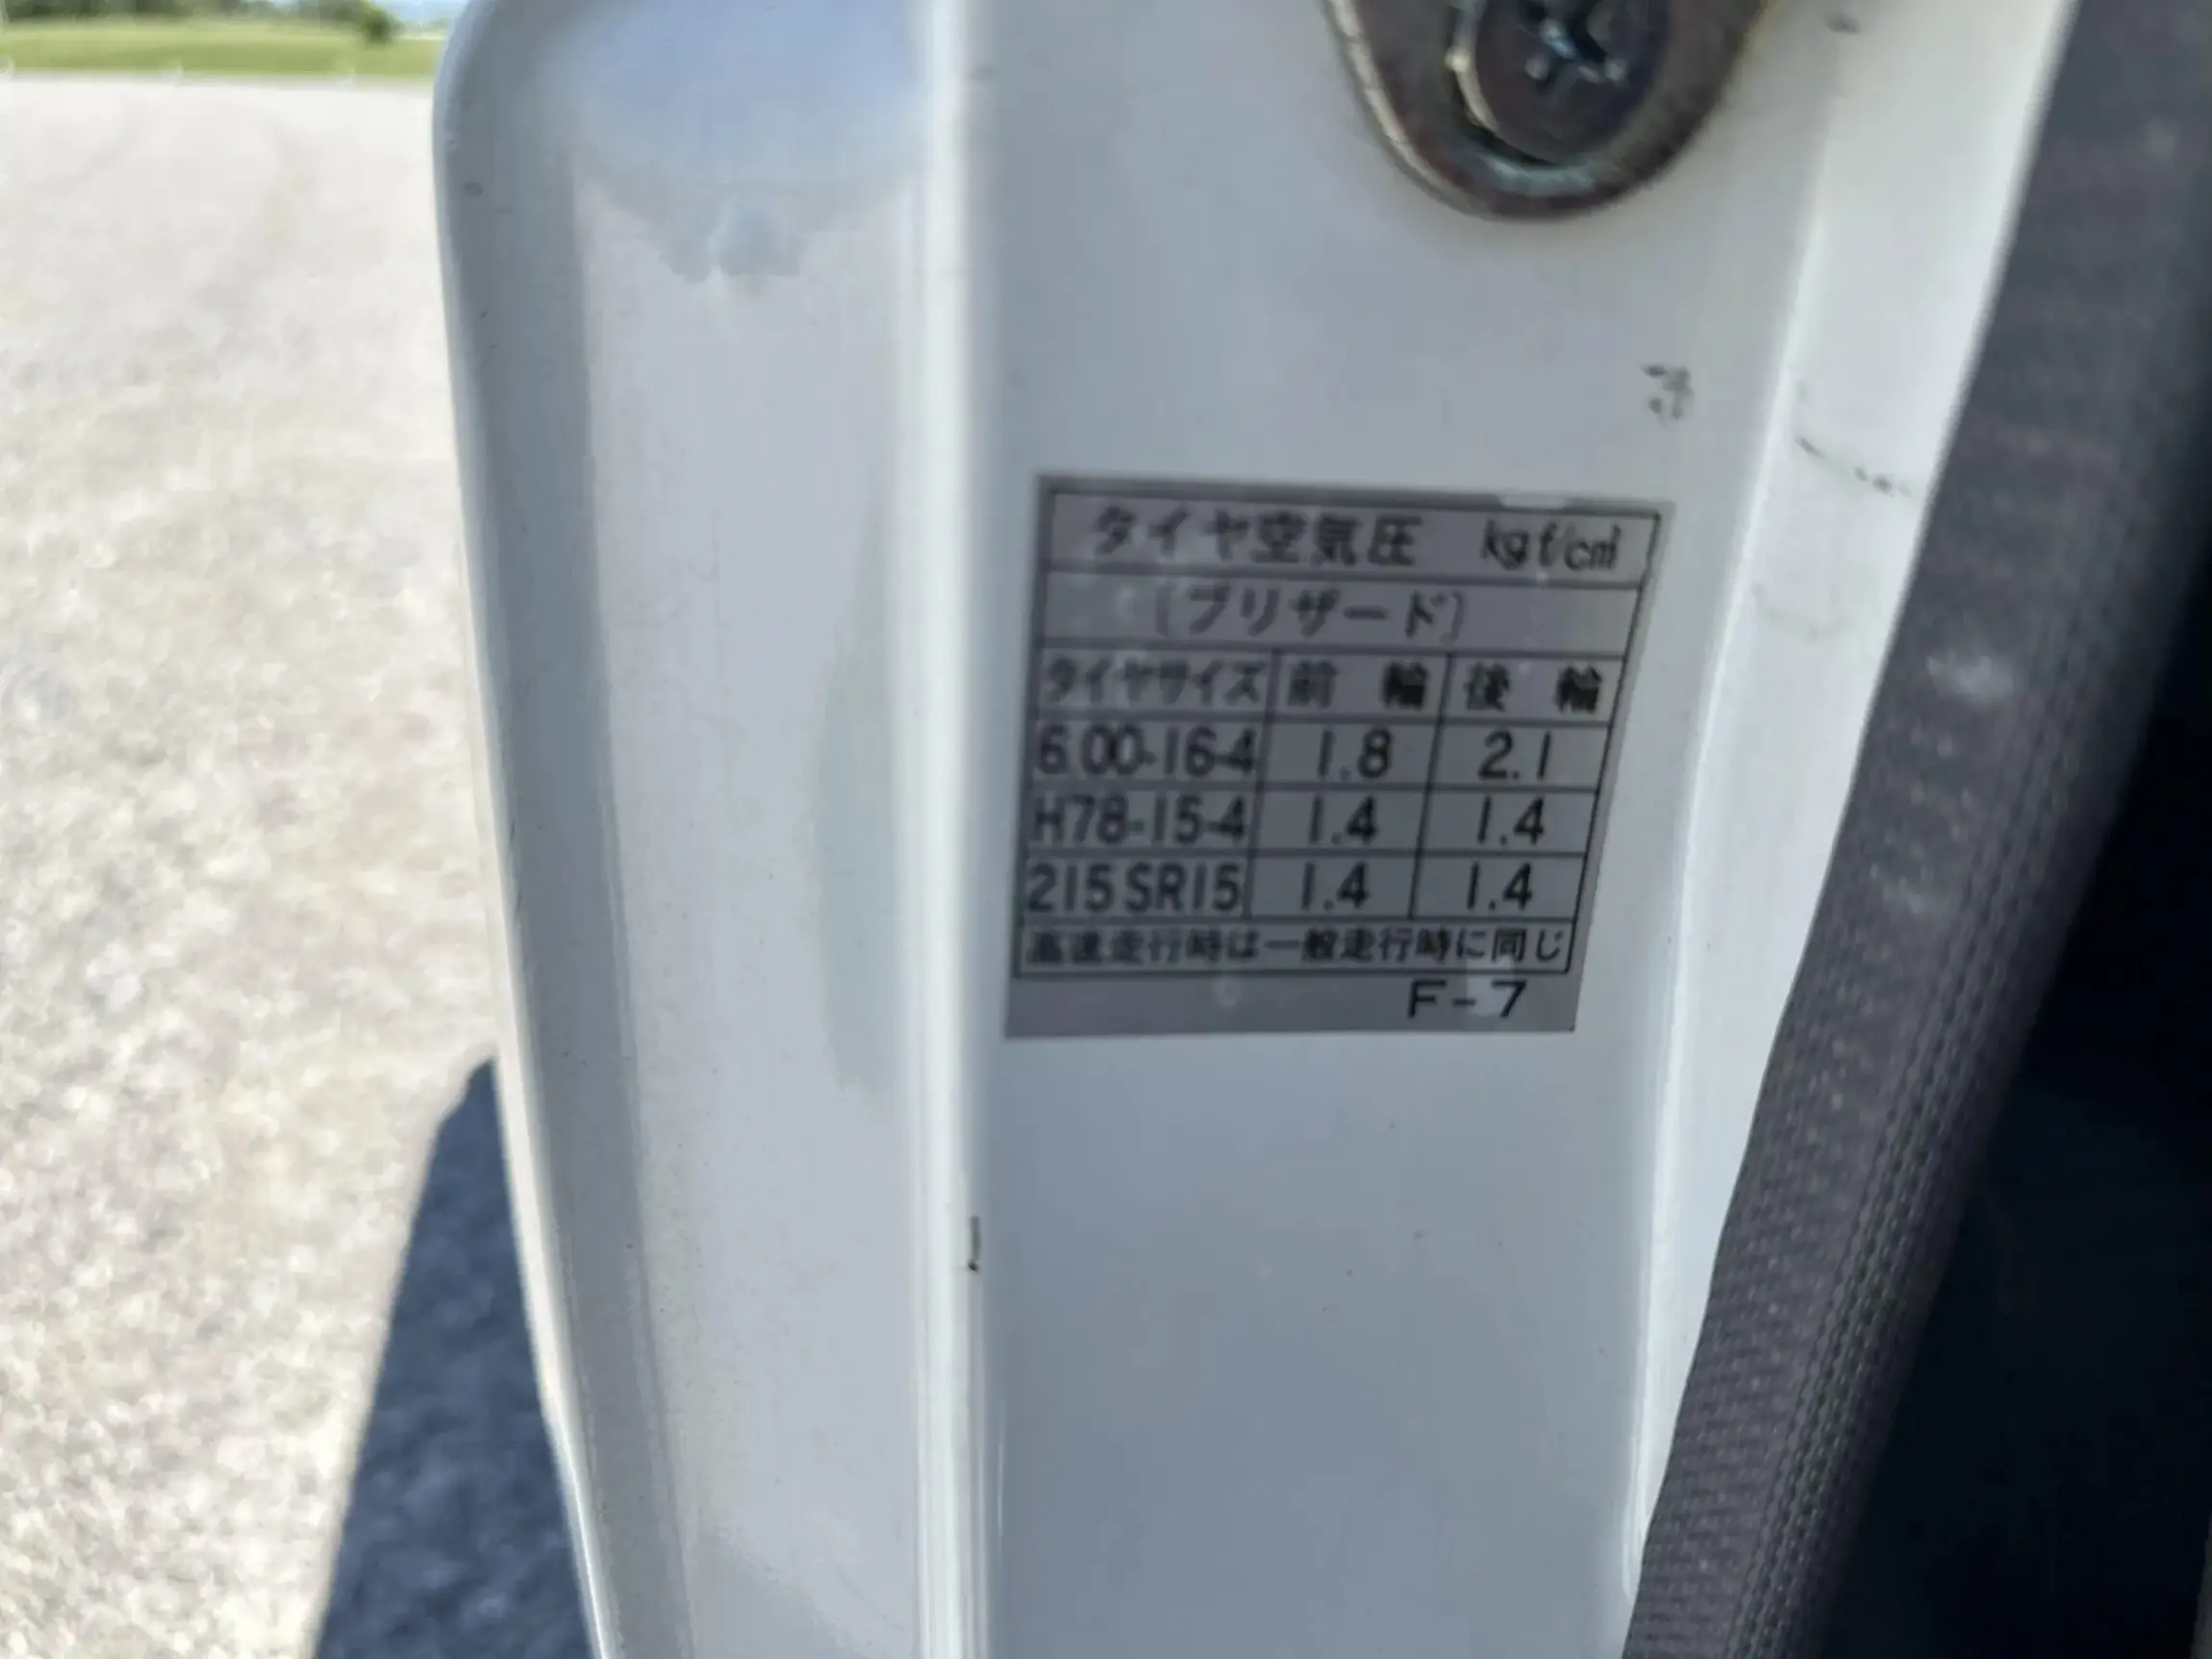 タイヤ空気圧 kgf/cm²
(ブリザード)
タイヤサイズ 前輪 後輪
6.00-16-4 1.8 2.1
H78-15-4 1.4 1.4
215SR15 1.4 1.4
高速走行時は一般走行時に同じ
F-7